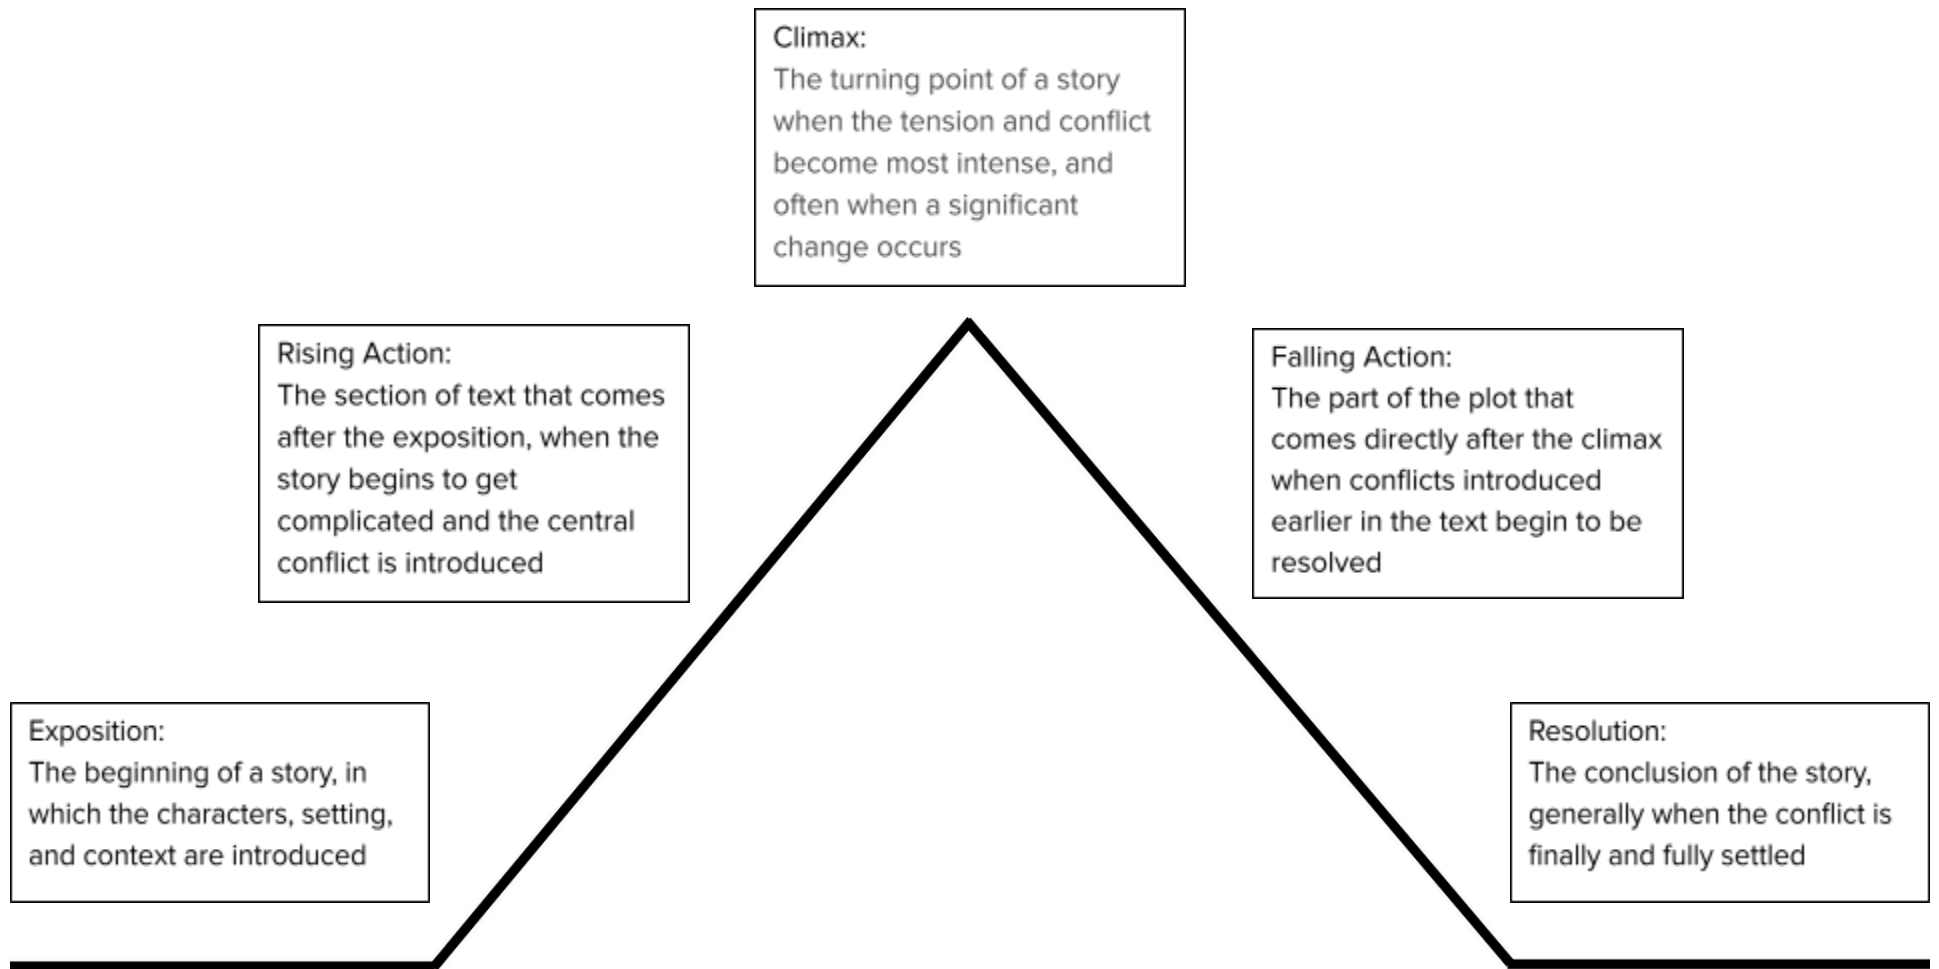 Climax:
The turning point of a story
when the tension and conflict
become most intense, and
often when a significant
change occurs
Rising Action:
The section of text that comes
after the exposition, when the
story begins to get
complicated and the central
conflict is introduced
Falling Action:
The part of the plot that
comes directly after the climax
when conflicts introduced
earlier in the text begin to be
resolved
Exposition:
The beginning of a story, in
which the characters, setting,
and context are introduced
Resolution:
The conclusion of the story,
generally when the conflict is
finally and fully settled